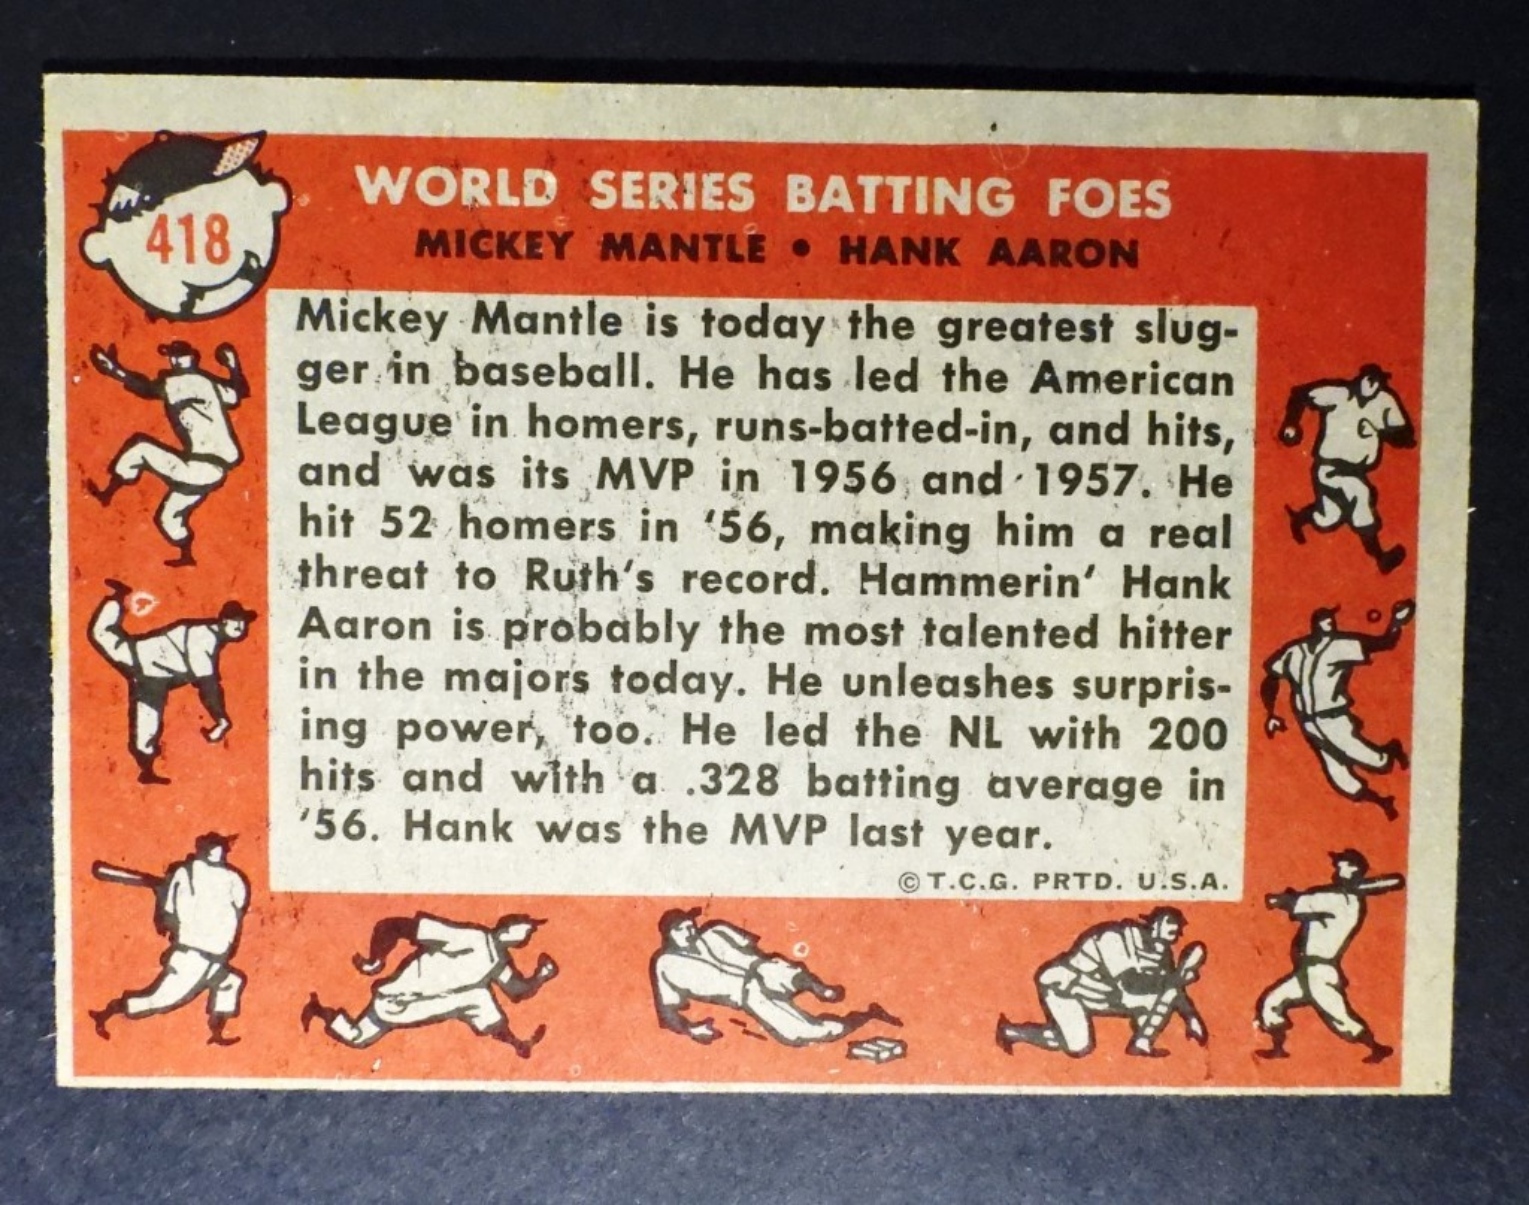 418
WORLD SERIES BATTING FOES
MICKEY MANTLE • HANK AARON
Mickey Mantle is today the greatest slug-
ger in baseball. He has led the American
League in homers, runs-batted-in, and hits,
and was its MVP in 1956 and 1957. He
hit 52 homers in '56, making him a real
threat to Ruth's record. Hammerin' Hank
Aaron is probably the most talented hitter
in the majors today. He unleashes surpris-
ing power, too. He led the NL with 200
hits and with a .328 batting average in
'56. Hank was the MVP last year.
© T.C.G. PRTD. U.S.A.